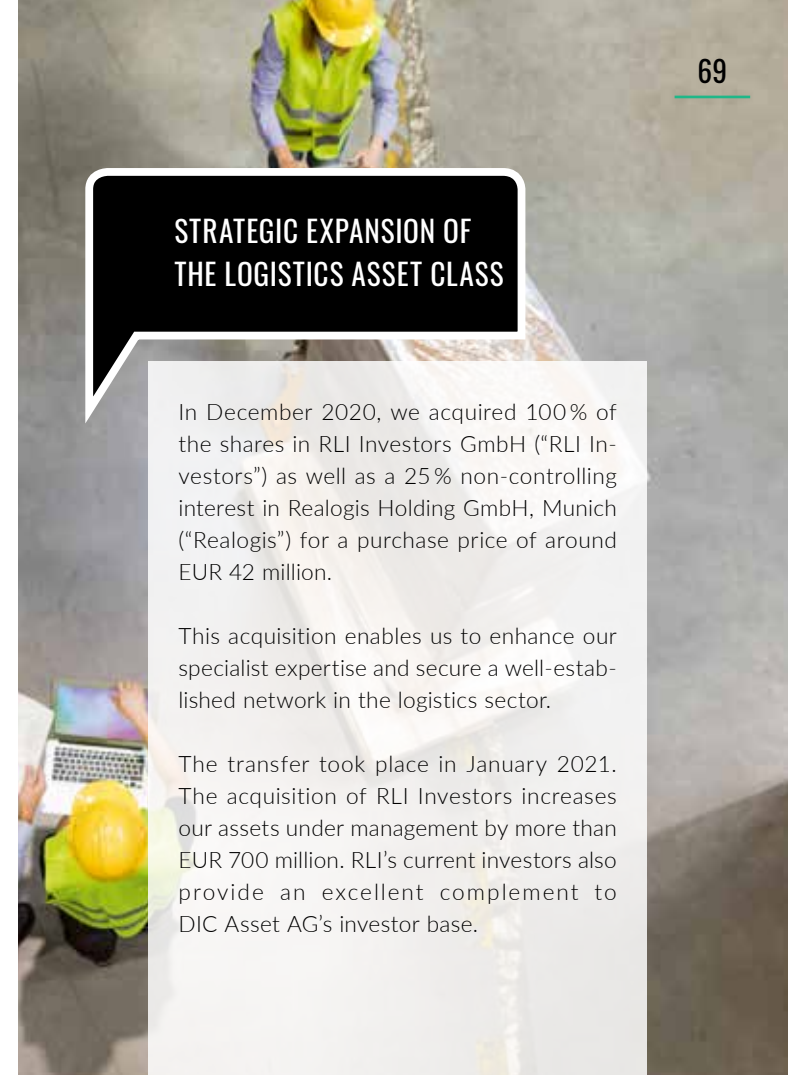 69
STRATEGIC EXPANSION OF
THE LOGISTICS ASSET CLASS
In December 2020, we acquired 100 % of
the shares in RLI Investors GmbH (“RLI In-
vestors”) as well as a 25 % non-controlling
interest in Realogis Holding GmbH, Munich
(“Realogis”) for a purchase price of around
EUR 42 million.
This acquisition enables us to enhance our
specialist expertise and secure a well-estab-
lished network in the logistics sector.
The transfer took place in January 2021.
The acquisition of RLI Investors increases
our assets under management by more than
EUR 700 million. RLI’s current investors also
provide an excellent complement to
DIC Asset AG’s investor base.